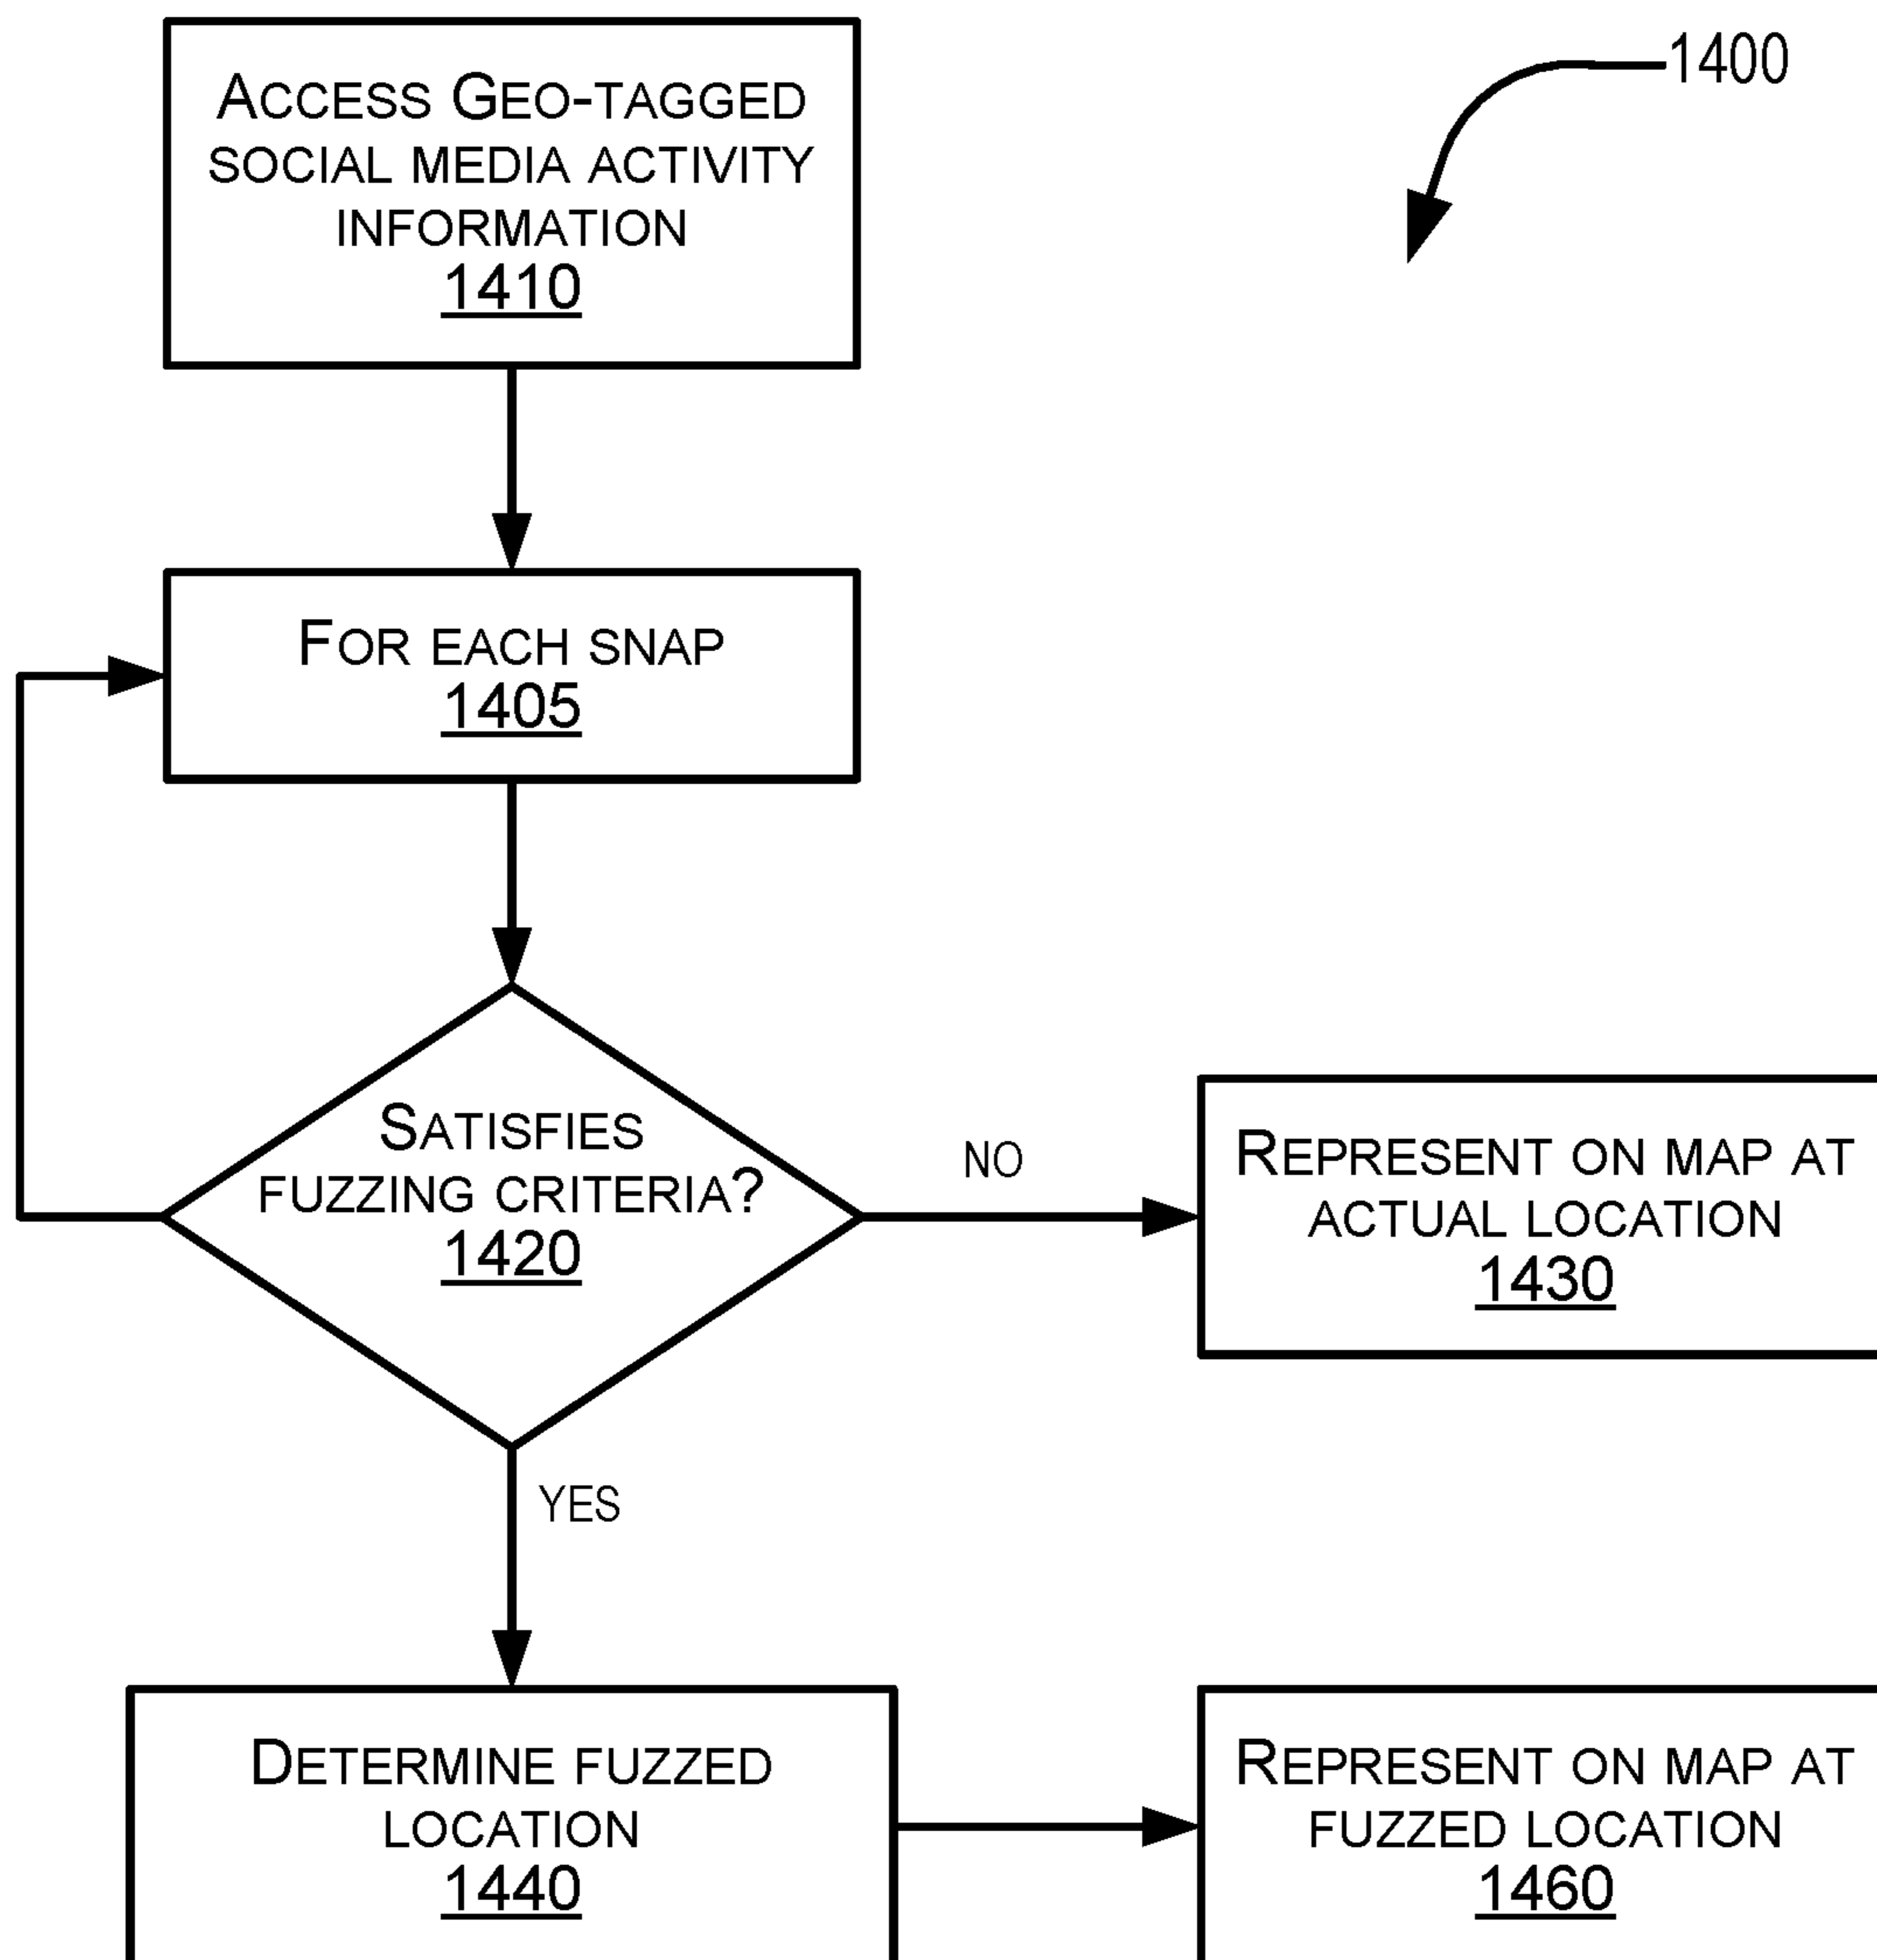 ACCESS GEO-TAGGED
SOCIAL MEDIA ACTIVITY
INFORMATION
1410
1400
FOR EACH SNAP
1405
SATISFIES
FUZZING CRITERIA?
1420
NO
REPRESENT ON MAP AT
ACTUAL LOCATION
1430
YES
DETERMINE FUZZED
LOCATION
1440
REPRESENT ON MAP AT
FUZZED LOCATION
1460